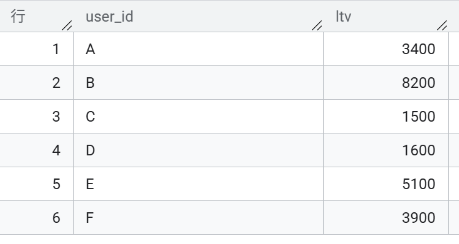 行 user_id ltv
1 A 3400
2 B 8200
3 C 1500
4 D 1600
5 E 5100
6 F 3900